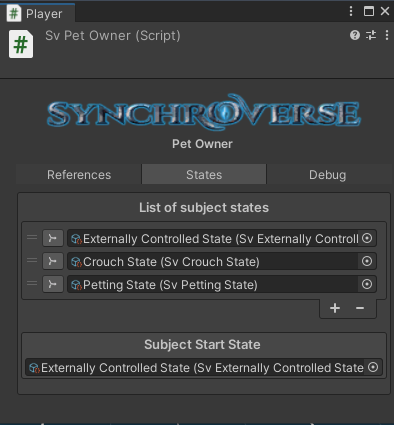 Player
Sv Pet Owner (Script)
SYNCHROVERSE
Pet Owner
References States Debug
List of subject states
Externally Controlled State (Sv Externally Controll
Crouch State (Sv Crouch State)
Petting State (Sv Petting State)
Subject Start State
Externally Controlled State (Sv Externally Controlled State